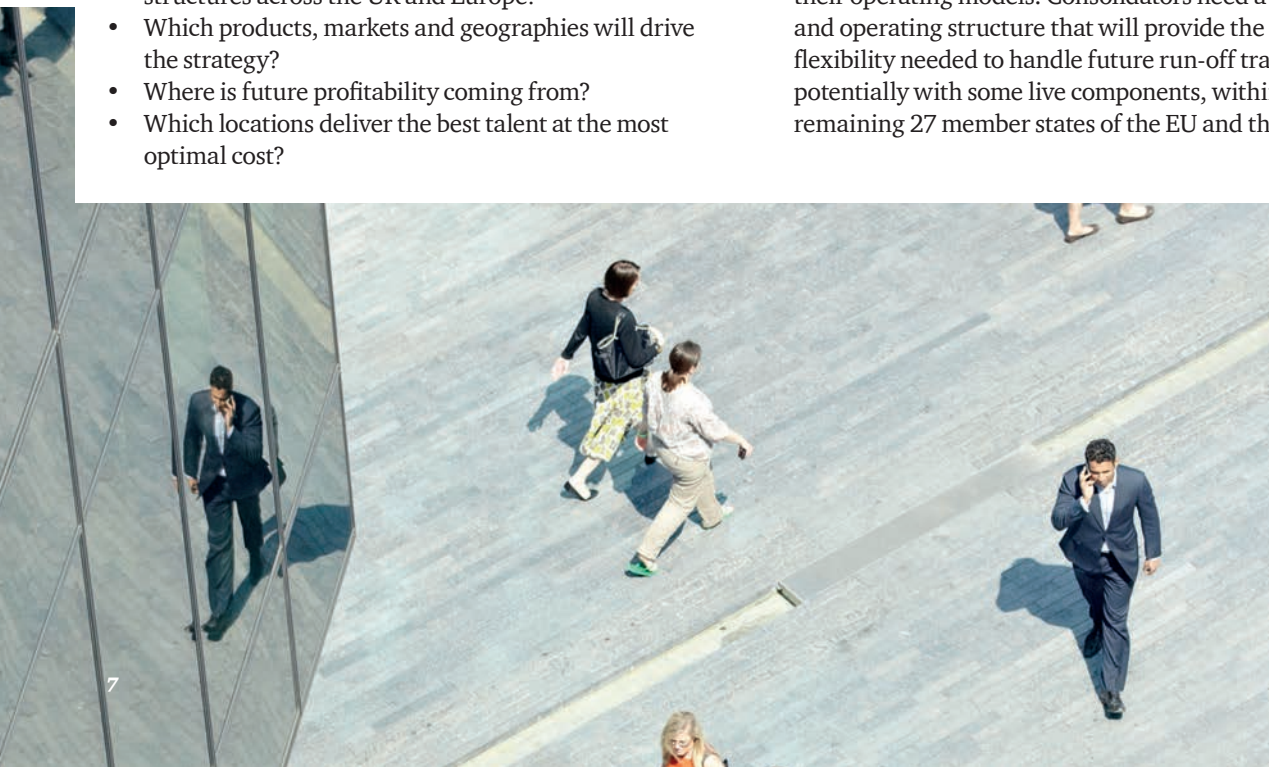 structures across the UK and Europe?
• Which products, markets and geographies will drive
the strategy?
• Where is future profitability coming from?
• Which locations deliver the best talent at the most
optimal cost?
their operating models. Consolidators need a
and operating structure that will provide the
flexibility needed to handle future run-off
potentially with some live components,
remaining 27 member states of the EU and
7